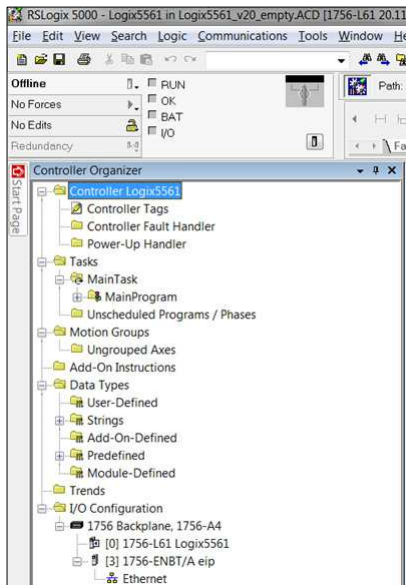 RSLogix 5000 - Logix5561 in Logix5561_v20_empty.ACD [1756-L61 20.11
File Edit View Search Logic Communications Tools Window He
Offline
RUN
No Forces
OK
BAT
No Edits
I/O
Redundancy
Path:
Fa
Start Page
Controller Organizer
Controller Logix5561
Controller Tags
Controller Fault Handler
Power-Up Handler
Tasks
MainTask
MainProgram
Unscheduled Programs / Phases
Motion Groups
Ungrouped Axes
Add-On Instructions
Data Types
User-Defined
Strings
Add-On-Defined
Predefined
Module-Defined
Trends
I/O Configuration
1756 Backplane, 1756-A4
[0] 1756-L61 Logix5561
[3] 1756-ENBT/A eip
Ethernet